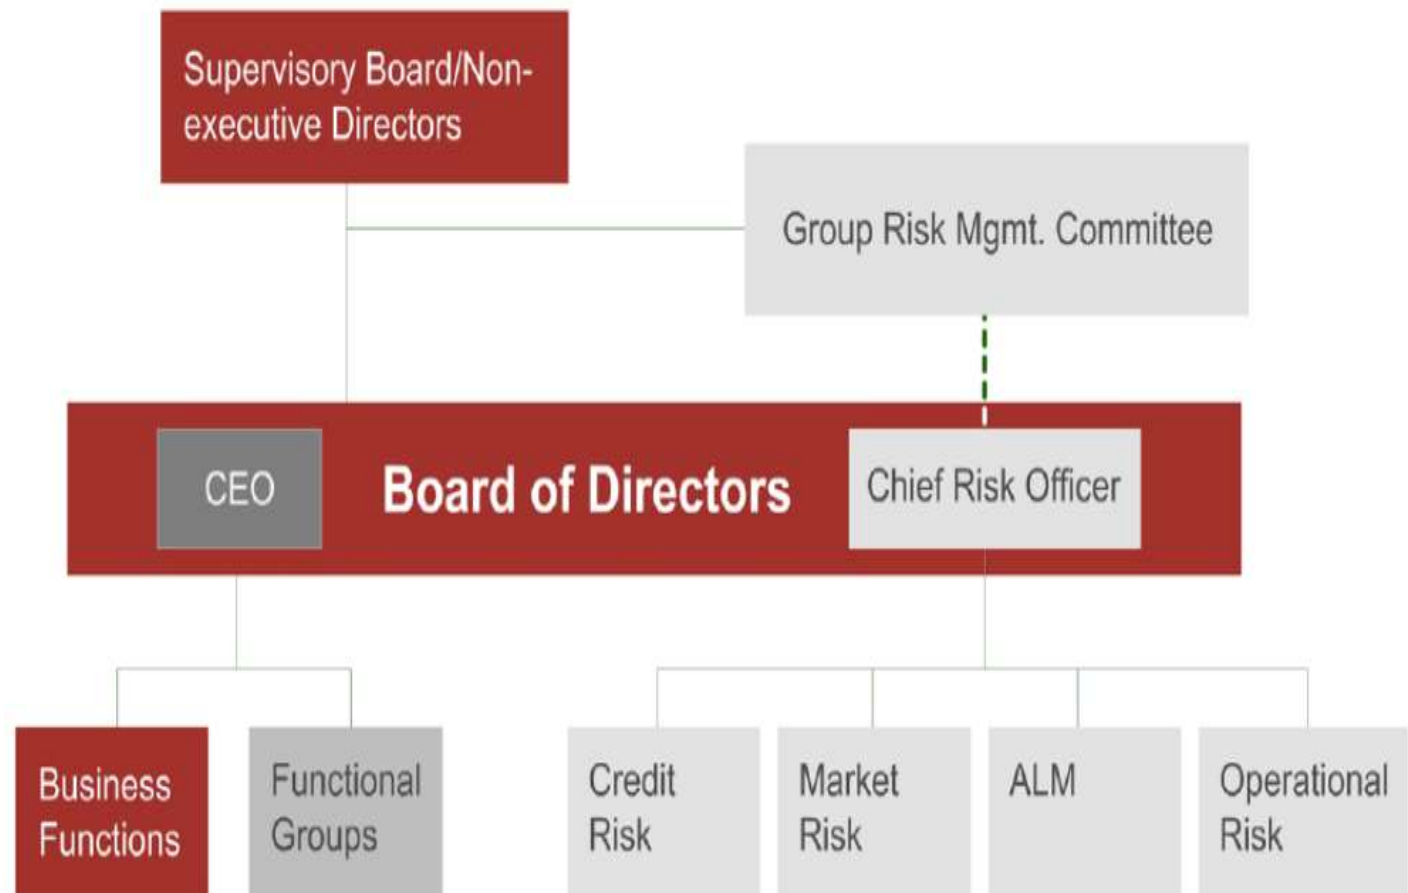 Supervisory Board/Non-
executive Directors
Group Risk Mgmt. Committee
CEO
Board of Directors
Chief Risk Officer
Business
Functions
Functional
Groups
Credit
Risk
Market
Risk
ALM
Operational
Risk